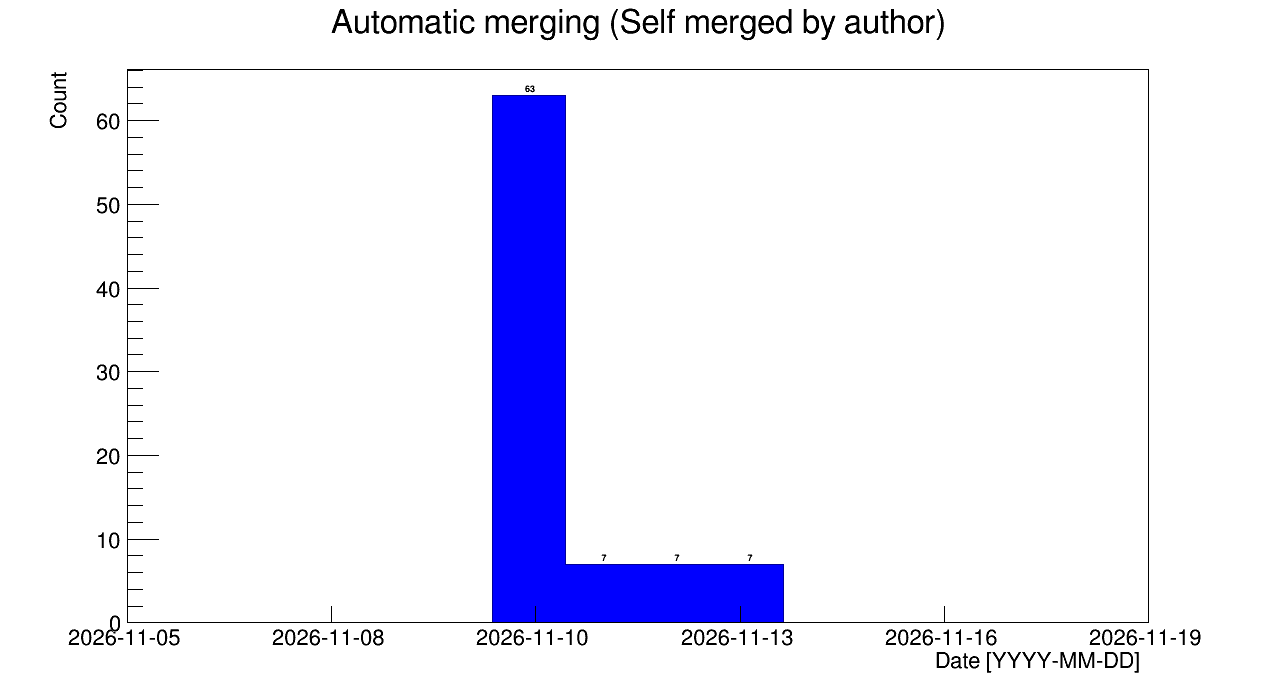 Automatic merging (Self merged by author)
Count
63
60
50
40
30
20
10
7 7 7
0
2026-11-05 2026-11-08 2026-11-10 2026-11-13 2026-11-16 2026-11-19
Date [YYYY-MM-DD]